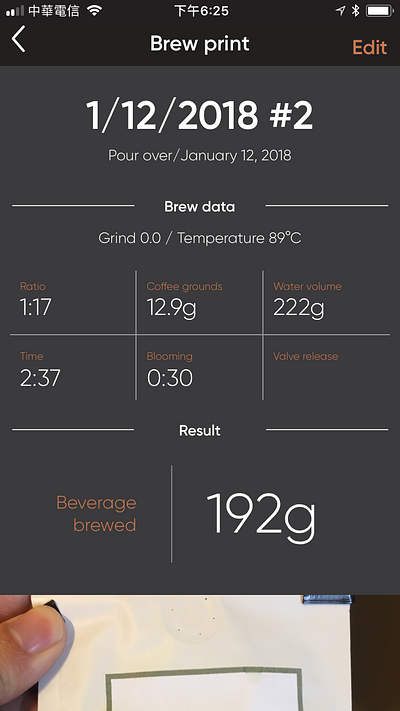 中華電信 下午6:25
Brew print
Edit
1/12/2018 #2
Pour over/January 12, 2018
Brew data
Grind 0.0 / Temperature 89°C
Ratio Coffee grounds Water volume
1:17 12.9g 222g
Time Blooming Valve release
2:37 0:30
Result
Beverage
brewed
192g